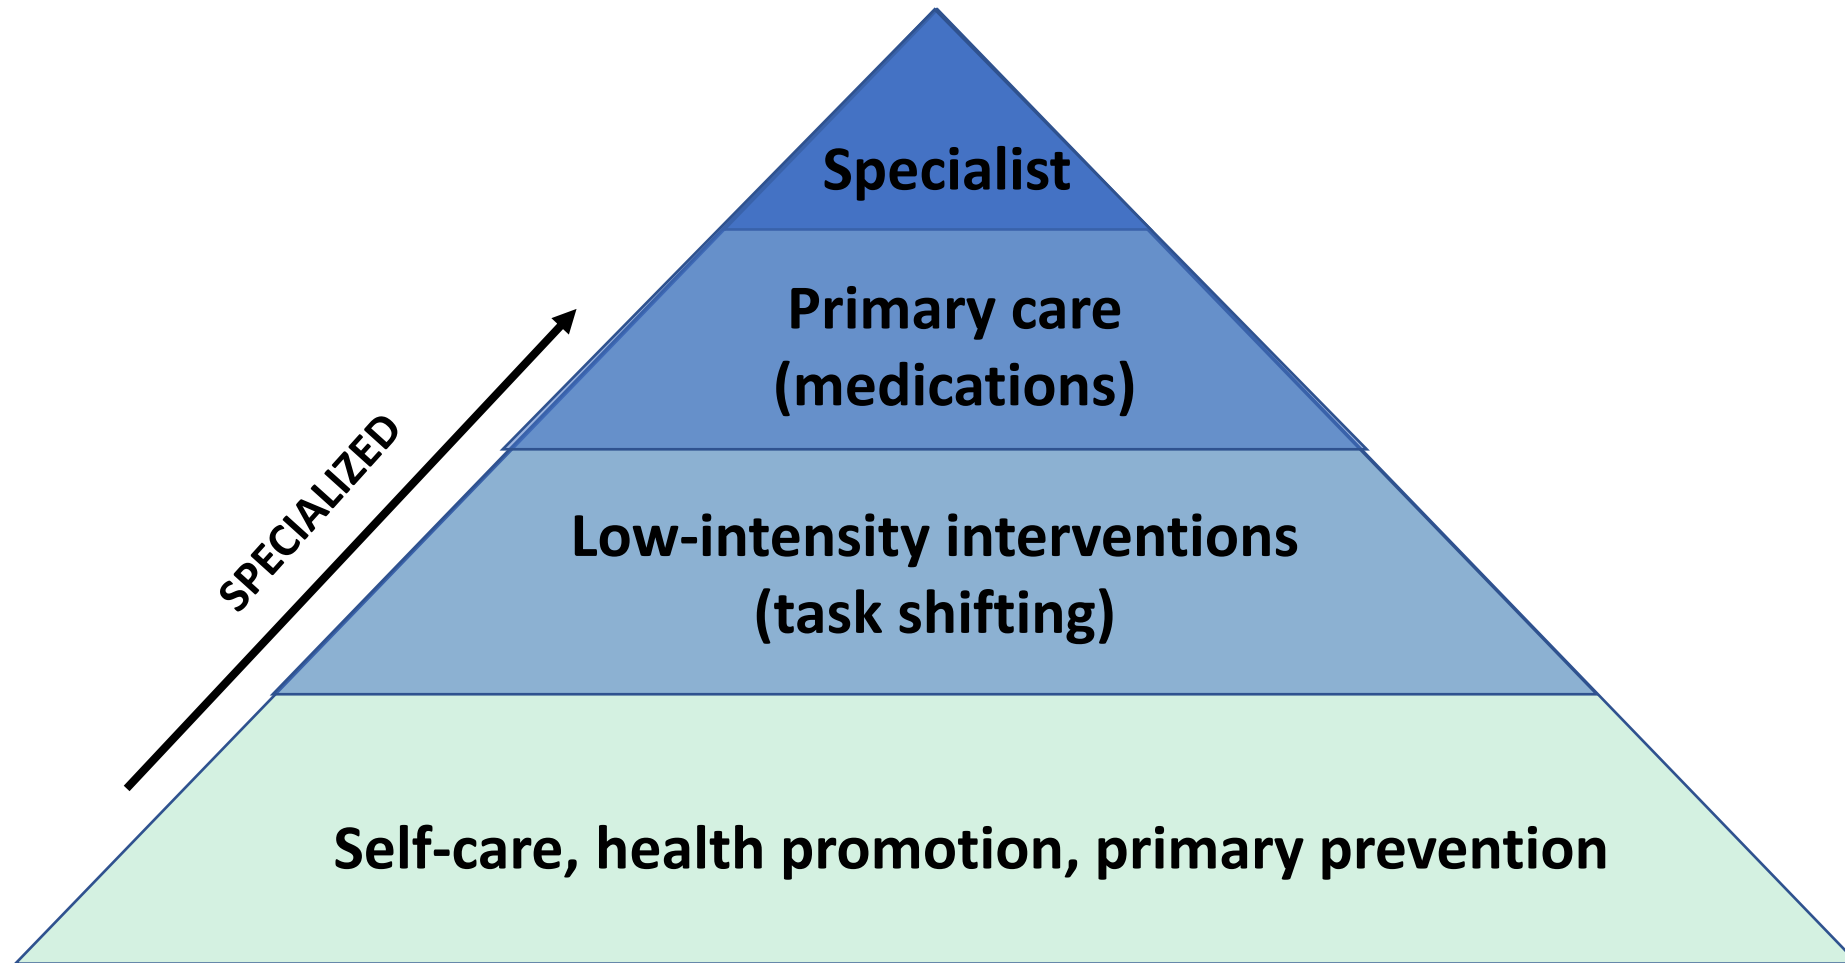 Specialist
Primary care
(medications)
SPECIALIZED
Low-intensity interventions
(task shifting)
Self-care, health promotion, primary prevention